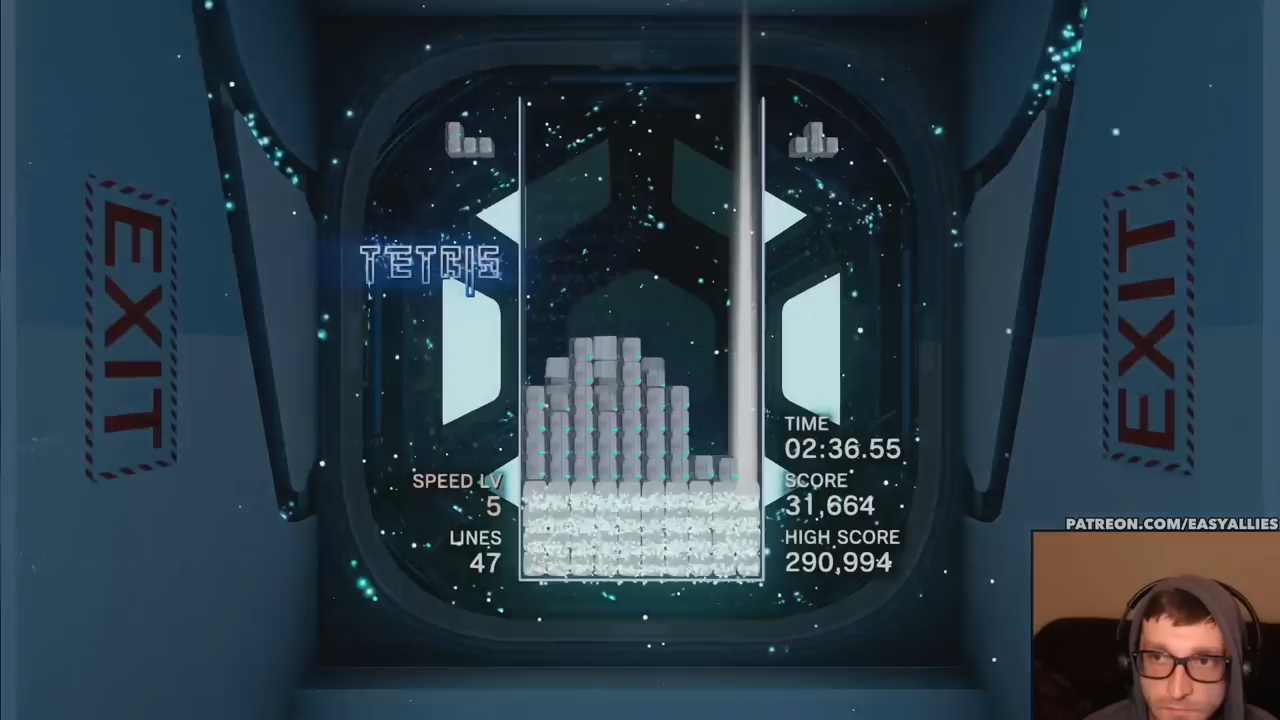 EXIT
TETRIS
SPEED LV
5
LINES
47
TIME
02:36.55
SCORE
31,664
HIGH SCORE
290,994
EXIT
PATREON.COM/EASYALLIES